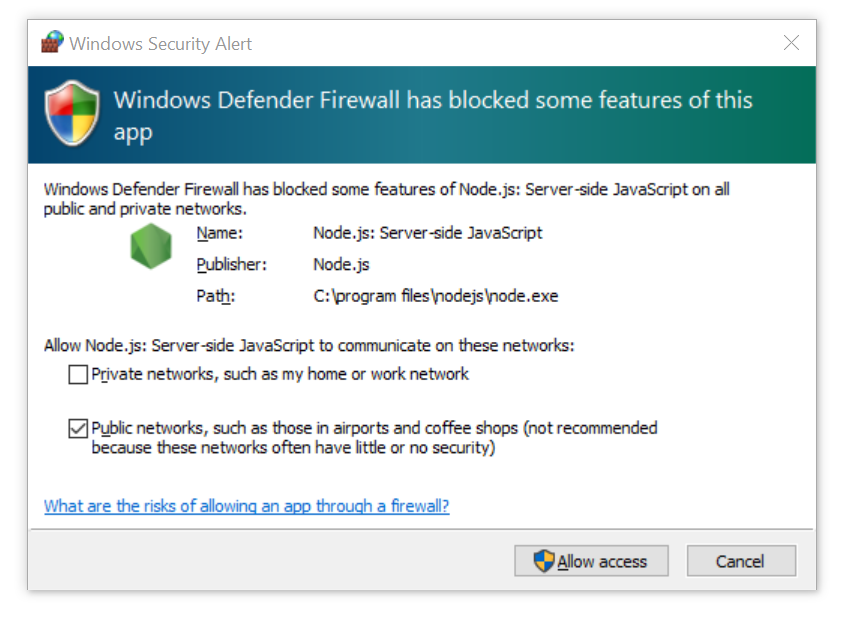 Windows Security Alert
Windows Defender Firewall has blocked some features of this
app
Windows Defender Firewall has blocked some features of Node.js: Server-side JavaScript on all
public and private networks.
Name: Node.js: Server-side JavaScript
Publisher: Node.js
Path: C:\program files\nodejs\node.exe
Allow Node.js: Server-side JavaScript to communicate on these networks:
Private networks, such as my home or work network
Public networks, such as those in airports and coffee shops (not recommended
because these networks often have little or no security)
What are the risks of allowing an app through a firewall?
Allow access Cancel